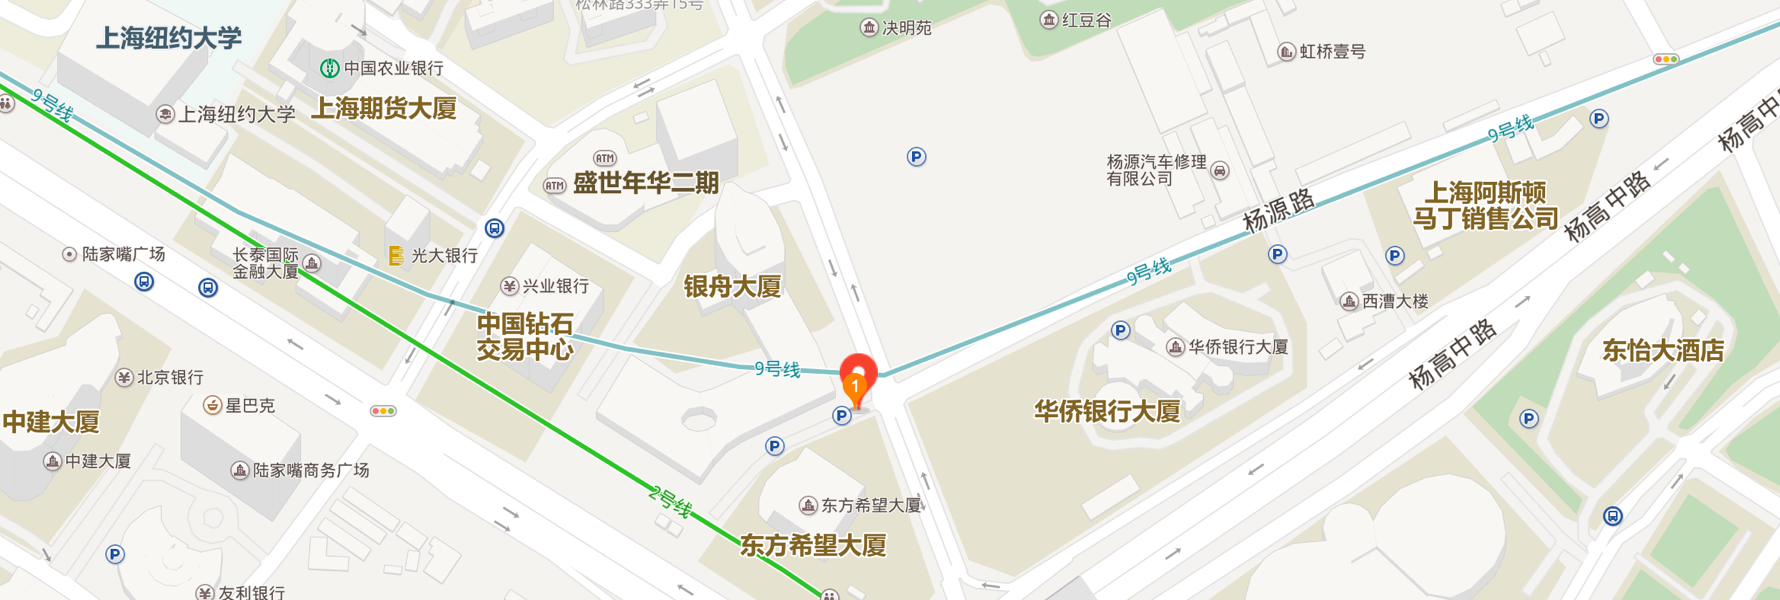 松林路333弄15号
上海纽约大学
决明苑
红豆谷
虹桥壹号
中国农业银行
9号线
上海纽约大学
上海期货大厦
P
P
9号线
杨高中路
ATM
ATM
盛世年华二期
杨源汽车修理
有限公司
杨源路
上海阿斯顿
马丁销售公司
杨高中路
陆家嘴广场
长泰国际
金融大厦
光大银行
兴业银行
银舟大厦
9号线
P
P
西漕大楼
中国钻石
交易中心
P
华侨银行大厦
杨高中路
东怡大酒店
9号线
1
北京银行
星巴克
中建大厦
P
P
华侨银行大厦
P
中建大厦
陆家嘴商务广场
2号线
东方希望大厦
东方希望大厦
P
友利银行